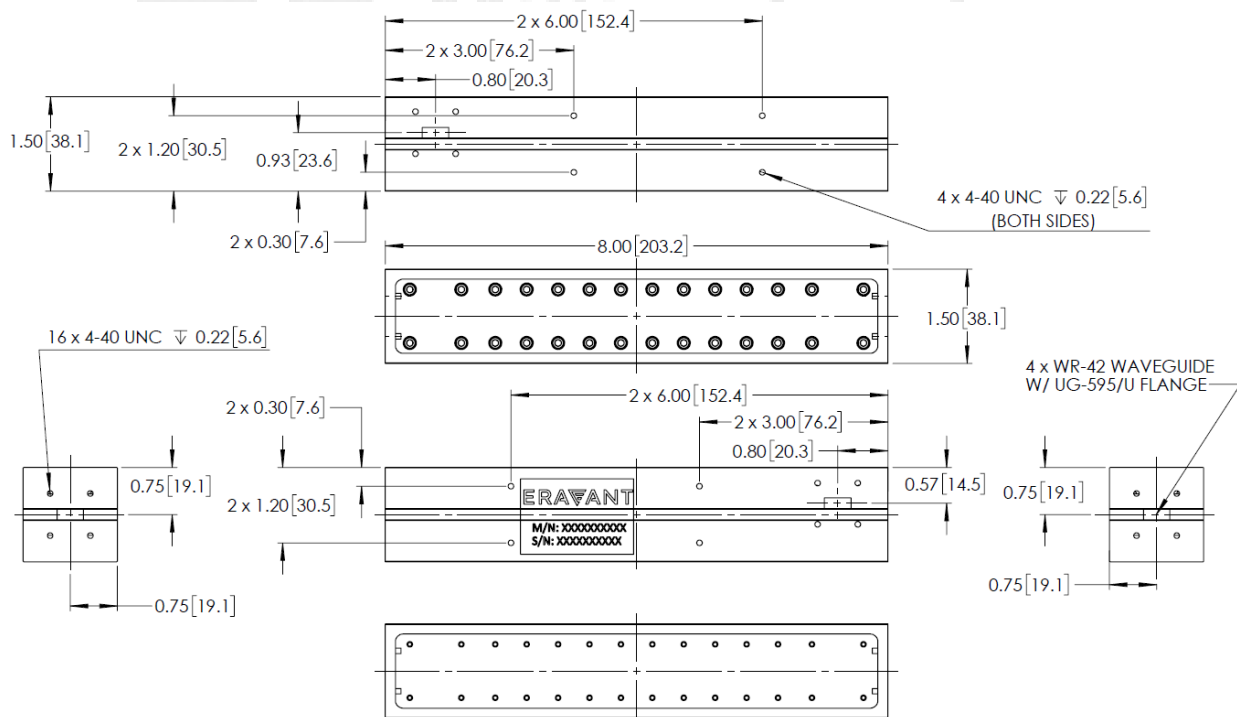 2 x 6.00[152.4]
2 x 3.00[76.2]
0.80[20.3]
1.50[38.1]
2 x 1.20[30.5]
0.93[23.6]
4 x 4-40 UNC ↧ 0.22[5.6]
(BOTH SIDES)
2 x 0.30[7.6]
8.00[203.2]
1.50[38.1]
16 x 4-40 UNC ↧ 0.22[5.6]
4 x WR-42 WAVEGUIDE
W/ UG-595/U FLANGE
2 x 6.00[152.4]
2 x 0.30[7.6]
2 x 3.00[76.2]
0.80[20.3]
0.75[19.1]
2 x 1.20[30.5]
ERAVANT
M/N: XXXXXXXXXX
S/N: XXXXXXXXXX
0.57[14.5]
0.75[19.1]
0.75[19.1]
0.75[19.1]